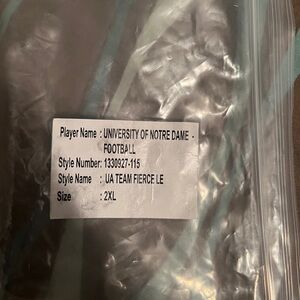 Player Name : UNIVERSITY OF NOTRE DAME -
FOOTBALL
Style Number: 1330927-115
Style Name : UA TEAM FIERCE LE
Size : 2XL